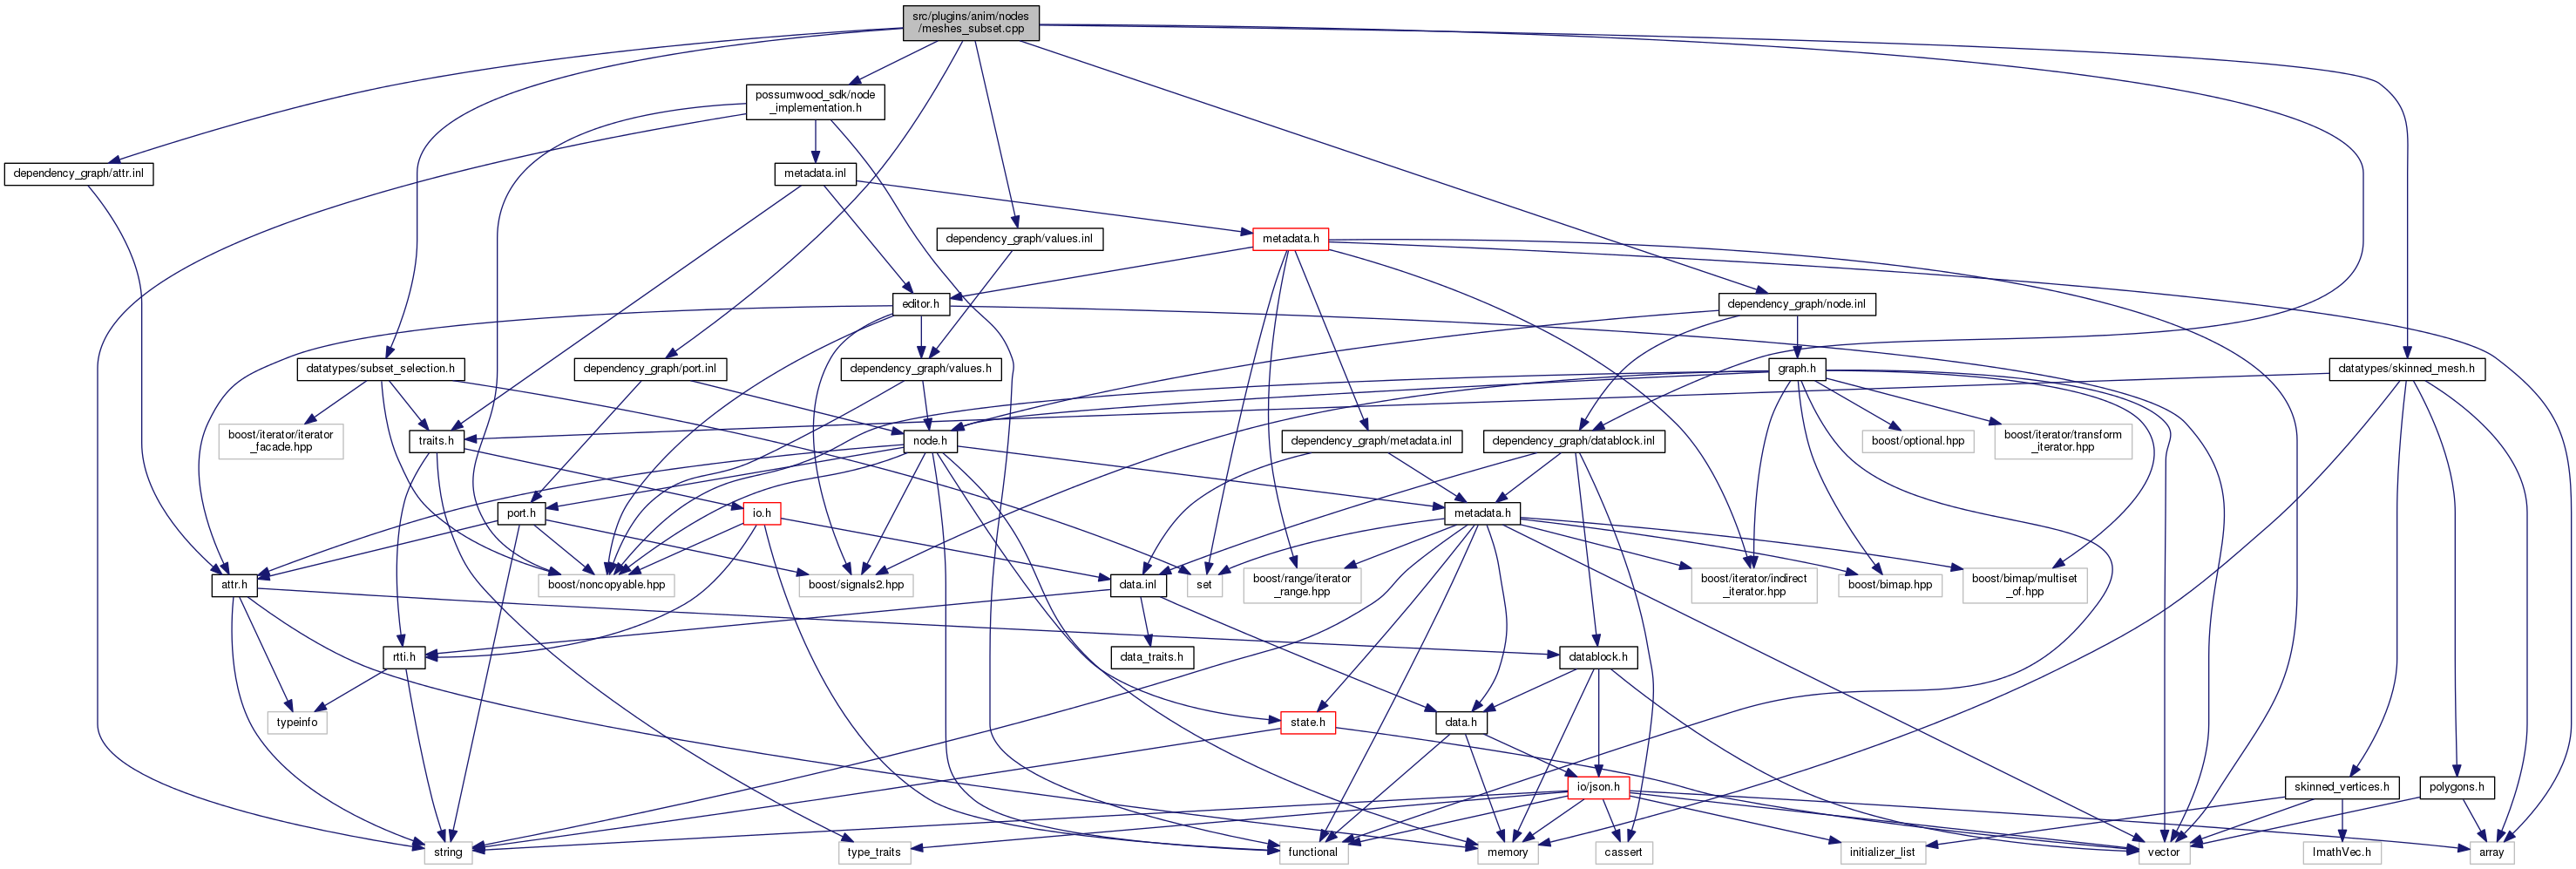 src/plugins/anim/nodes
/meshes_subset.cpp
possumwood_sdk/node
_implementation.h
dependency_graph/attr.inl
metadata.inl
dependency_graph/values.inl
metadata.h
editor.h
dependency_graph/node.inl
datatypes/subset_selection.h
dependency_graph/port.inl
dependency_graph/values.h
graph.h
datatypes/skinned_mesh.h
boost/iterator/iterator
_facade.hpp
traits.h
node.h
dependency_graph/metadata.inl
dependency_graph/datablock.inl
boost/optional.hpp
boost/iterator/transform
_iterator.hpp
port.h
io.h
metadata.h
attr.h
boost/noncopyable.hpp
boost/signals2.hpp
data.inl
set
boost/range/iterator
_range.hpp
boost/iterator/indirect
_iterator.hpp
boost/bimap.hpp
boost/bimap/multiset
_of.hpp
rtti.h
data_traits.h
datablock.h
typeinfo
state.h
data.h
io/json.h
skinned_vertices.h
polygons.h
string
type_traits
functional
memory
cassert
initializer_list
vector
ImathVec.h
array